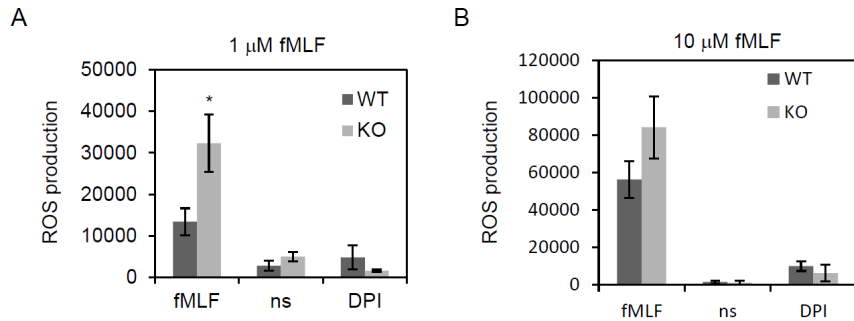 A
1 μM fMLF
ROS production
50000
40000
30000
20000
10000
0
*
WT
KO
fMLF ns DPI
B
10 μM fMLF
ROS production
120000
100000
80000
60000
40000
20000
0
WT
KO
fMLF ns DPI